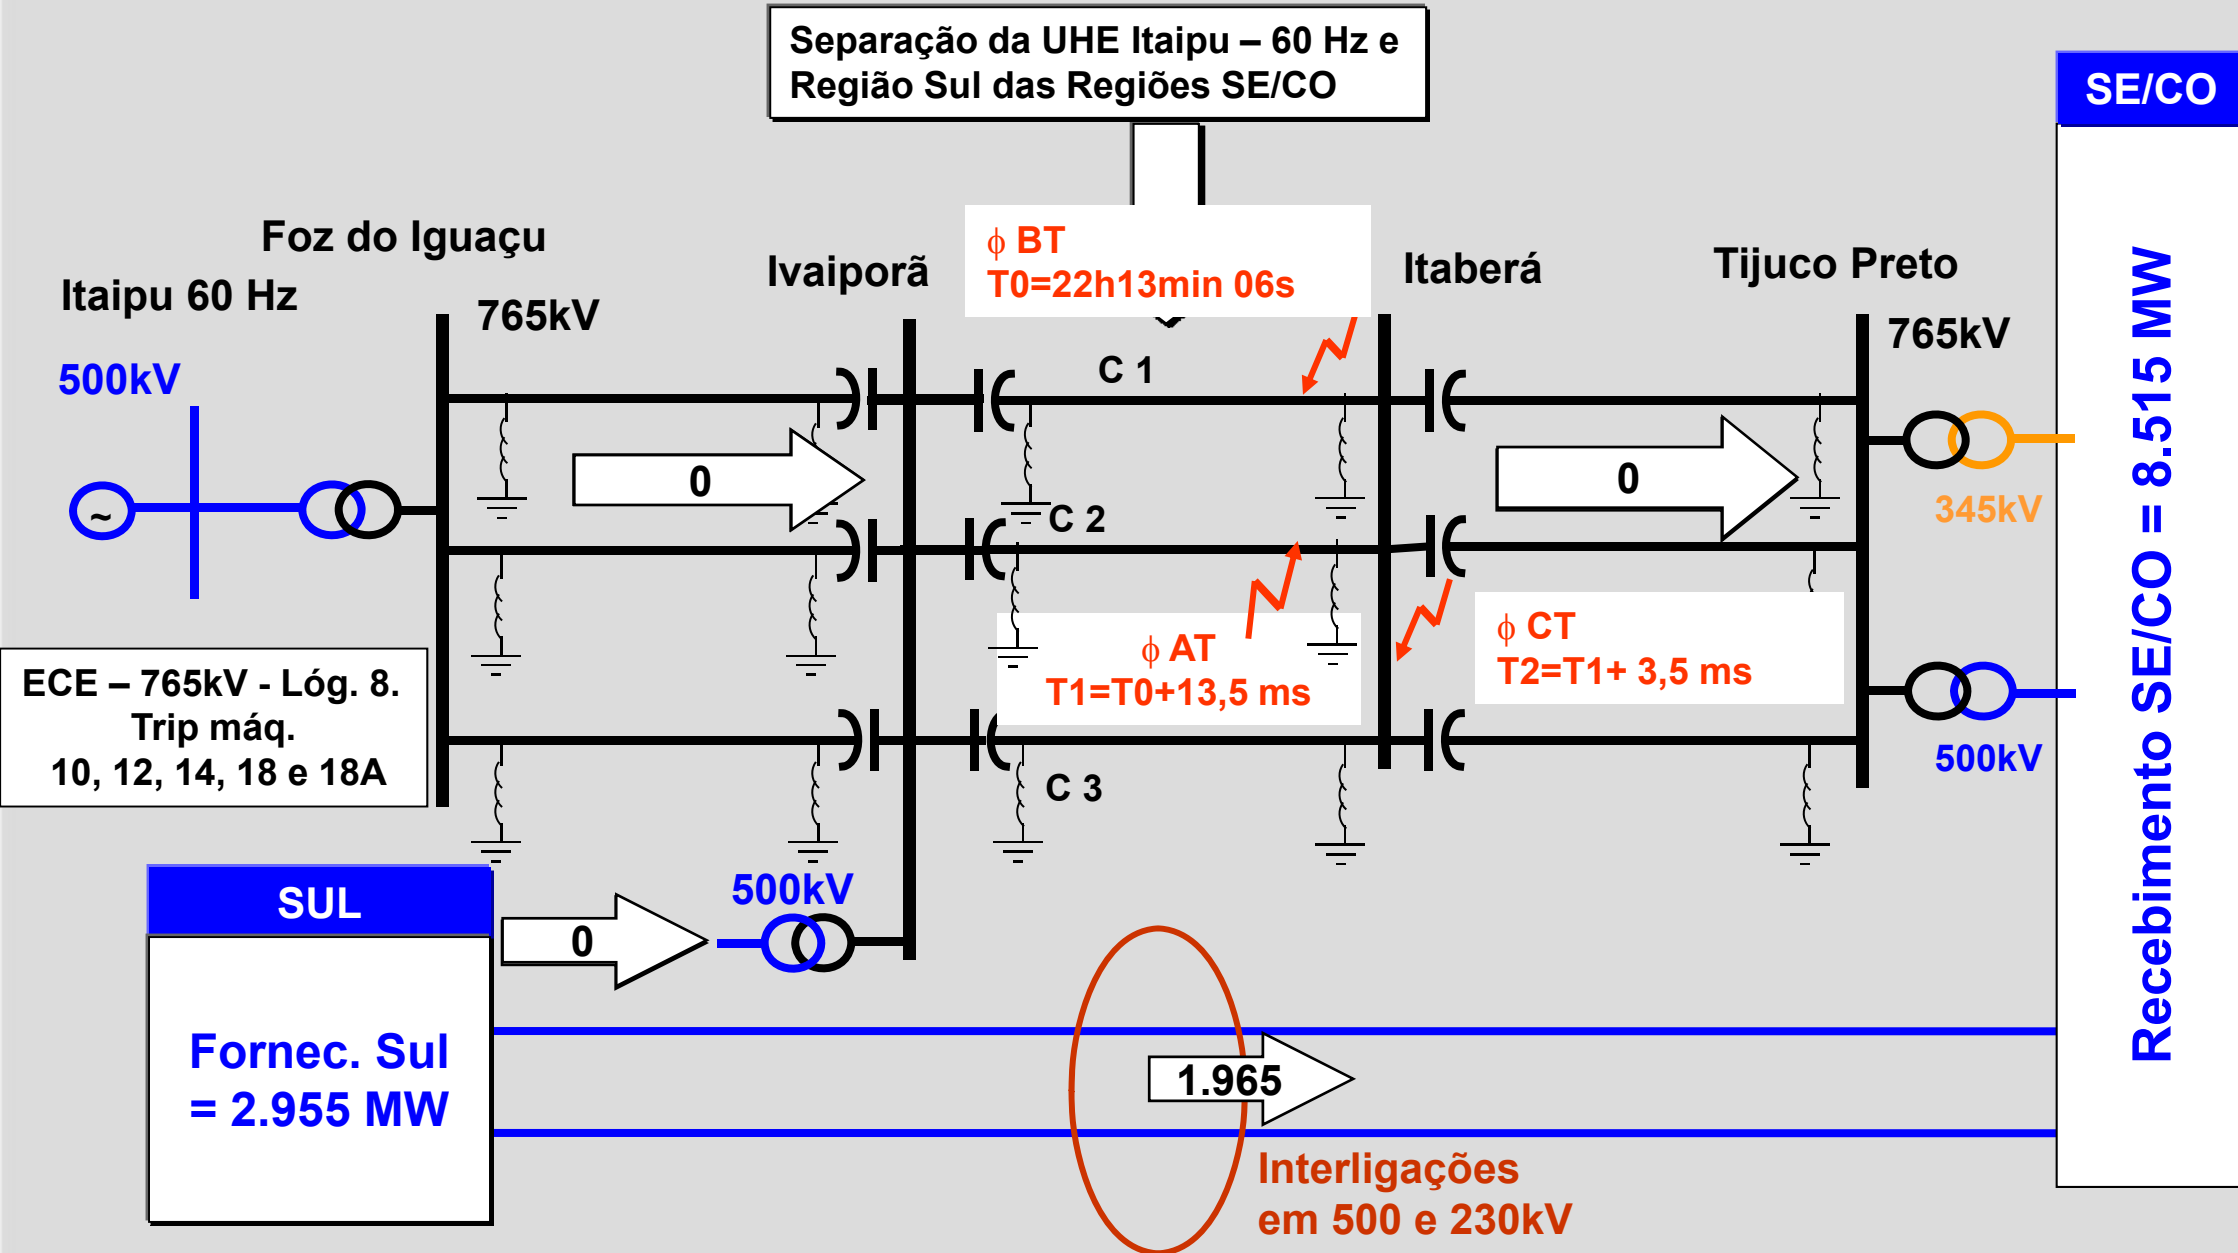 Separação da UHE Itaipu – 60 Hz e
Região Sul das Regiões SE/CO
SE/CO
Foz do Iguaçu
Ivaiporã
ϕ BT
T0=22h13min 06s
Itaberá
Tijuco Preto
Itaipu 60 Hz
765kV
765kV
500kV
C 1
0
0
C 2
345kV
~
ECE – 765kV - Lóg. 8.
Trip máq.
10, 12, 14, 18 e 18A
ϕ AT
T1=T0+13,5 ms
ϕ CT
T2=T1+ 3,5 ms
500kV
C 3
Recebimento SE/CO = 8.515 MW
SUL
500kV
0
Fornec. Sul
= 2.955 MW
1.965
Interligações
em 500 e 230kV